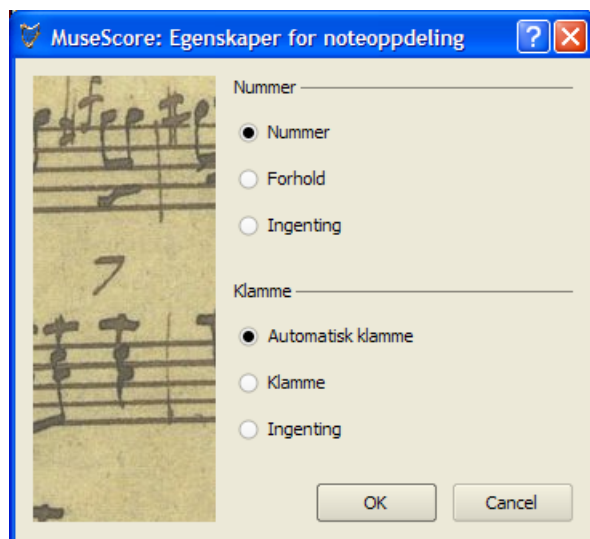 MuseScore: Egenskaper for noteoppdeling
Nummer
Nummer
Forhold
Ingenting
7
Klamme
Automatisk klamme
Klamme
Ingenting
OK Cancel